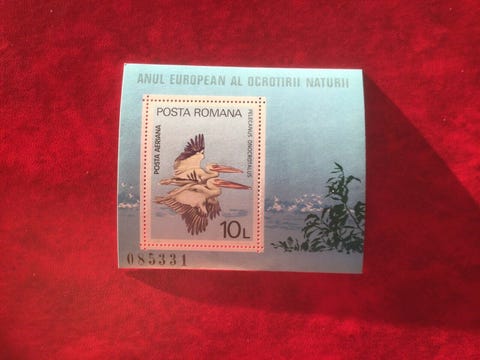 ANUL EUROPEAN AL OCROTIRII NATURII
POSTA ROMANA
POSTA AERIANA
PELECANUS ONOCROTALUS
10L
085331